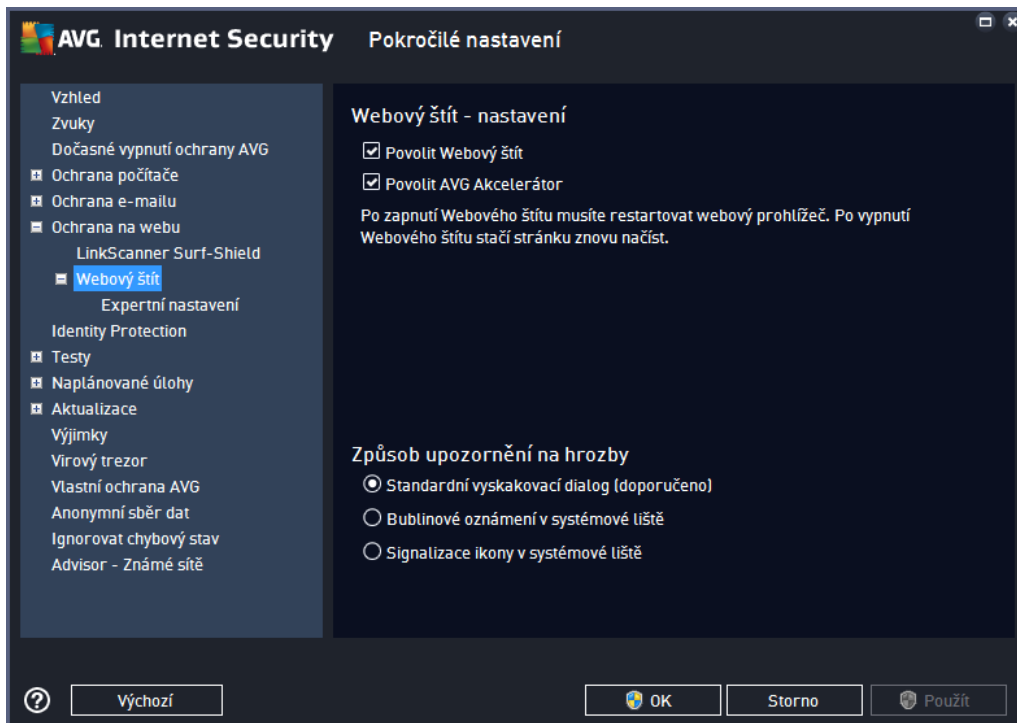 AVG Internet Security Pokročilé nastavení
Vzhled
Zvuky
Dočasné vypnutí ochrany AVG
Ochrana počítače
Ochrana e-mailu
Ochrana na webu
LinkScanner Surf-Shield
Webový štít
Expertní nastavení
Identity Protection
Testy
Naplánované úlohy
Aktualizace
Výjimky
Virový trezor
Vlastní ochrana AVG
Anonymní sběr dat
Ignorovat chybový stav
Advisor - Známé sítě
Webový štít - nastavení
Povolit Webový štít
Povolit AVG Akcelerátor
Po zapnutí Webového štítu musíte restartovat webový prohlížeč. Po vypnutí
Webového štítu stačí stránku znovu načíst.
Způsob upozornění na hrozby
Standardní vyskakovací dialog (doporučeno)
Bublinové oznámení v systémové liště
Signalizace ikony v systémové liště
Výchozí
OK
Storno
Použít